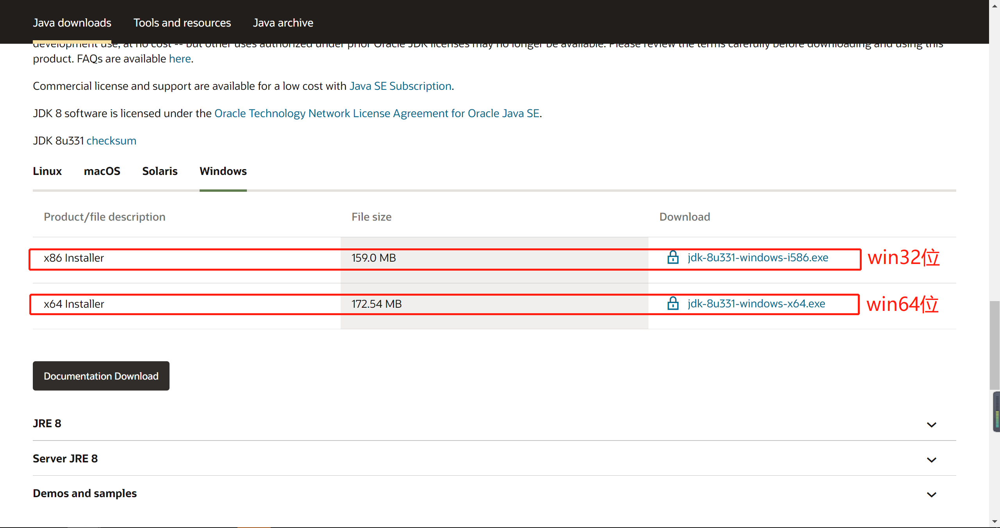 Java downloads Tools and resources Java archive
development use, at no cost -- but other uses authorized under prior Oracle JDK licenses may no longer be available. Please review the terms carefully before downloading and using this
product. FAQs are available here.
Commercial license and support are available for a low cost with Java SE Subscription.
JDK 8 software is licensed under the Oracle Technology Network License Agreement for Oracle Java SE.
JDK 8u331 checksum
Linux macOS Solaris Windows
Product/file description File size Download
x86 Installer 159.0 MB jdk-8u331-windows-i586.exe win32位
x64 Installer 172.54 MB jdk-8u331-windows-x64.exe win64位
Documentation Download
JRE 8
Server JRE 8
Demos and samples